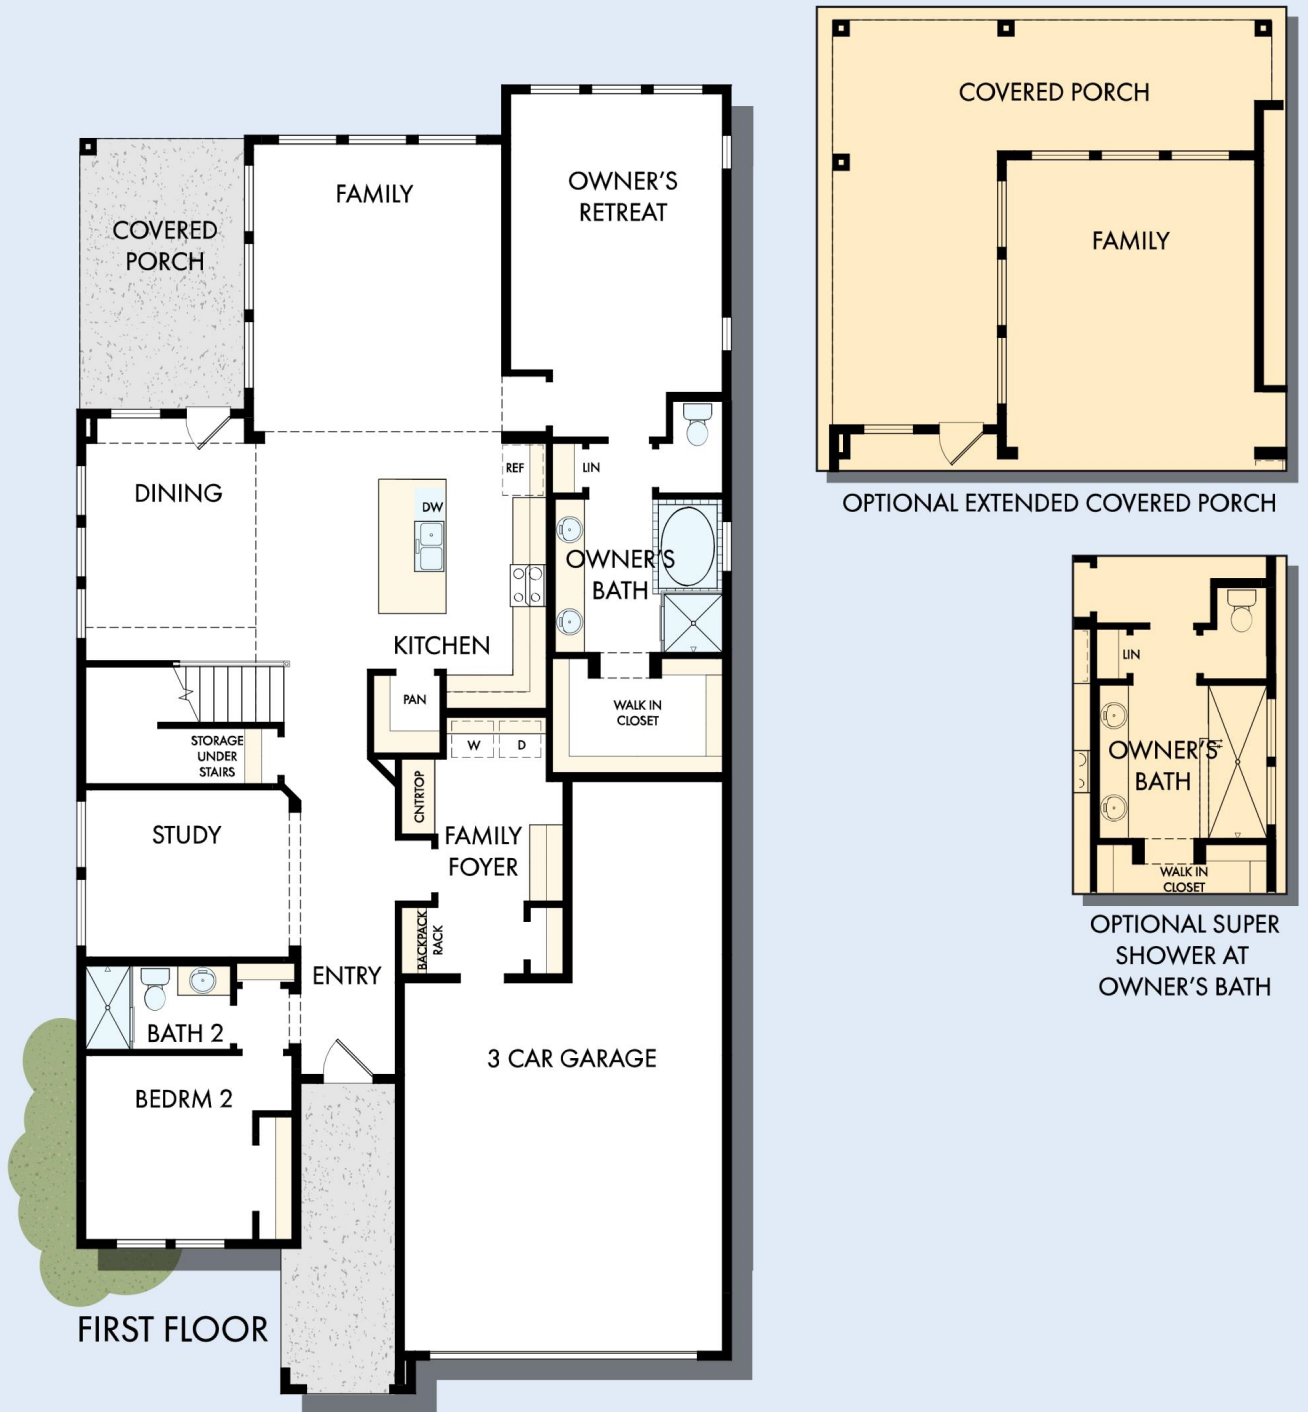 COVERED PORCH
FAMILY
OPTIONAL EXTENDED COVERED PORCH
OWNER'S
RETREAT
FAMILY
COVERED
PORCH
REF
LIN
DINING
DW
OWNER'S
BATH
KITCHEN
PAN
WALK IN
CLOSET
STORAGE
UNDER
STAIRS
W
D
CNTRTOP
STUDY
FAMILY
FOYER
BACKPACK
RACK
ENTRY
BATH 2
3 CAR GARAGE
BEDRM 2
FIRST FLOOR
LIN
OWNER'S
BATH
WALK IN
CLOSET
OPTIONAL SUPER
SHOWER AT
OWNER'S BATH